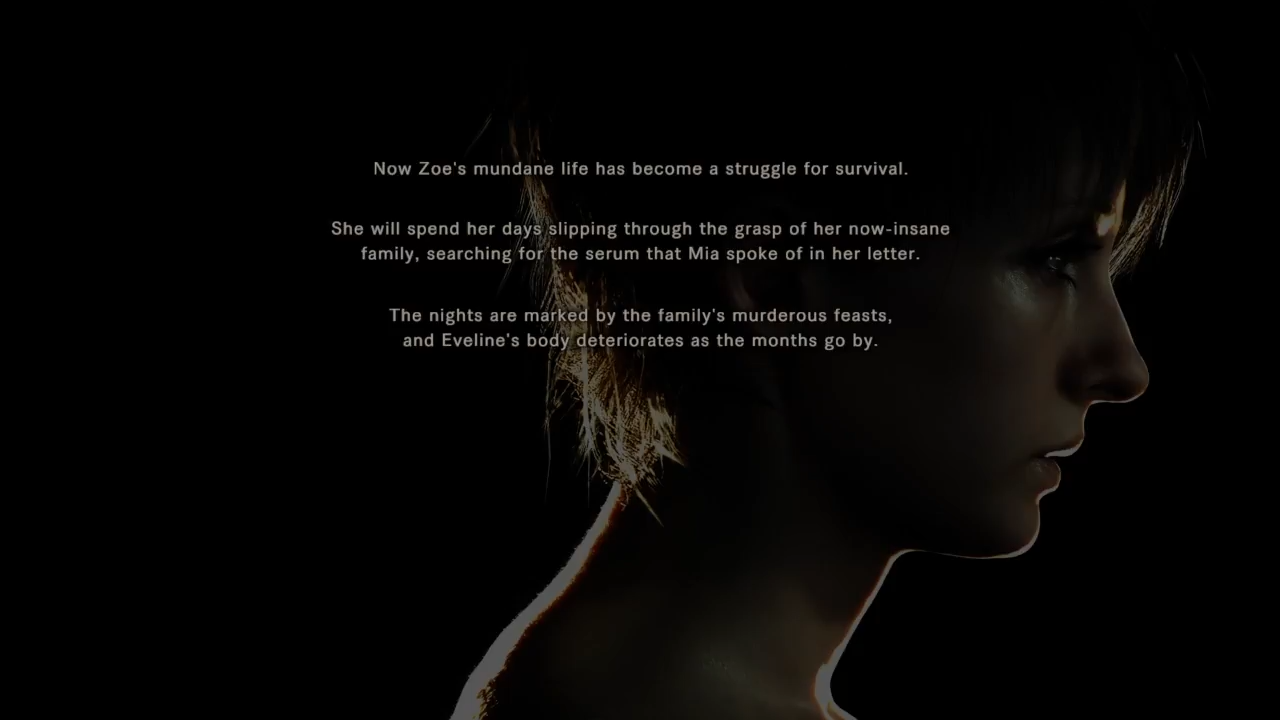 Now Zoe's mundane life has become a struggle for survival.
She will spend her days slipping through the grasp of her now-insane
family, searching for the serum that Mia spoke of in her letter.
The nights are marked by the family's murderous feasts,
and Eveline's body deteriorates as the months go by.